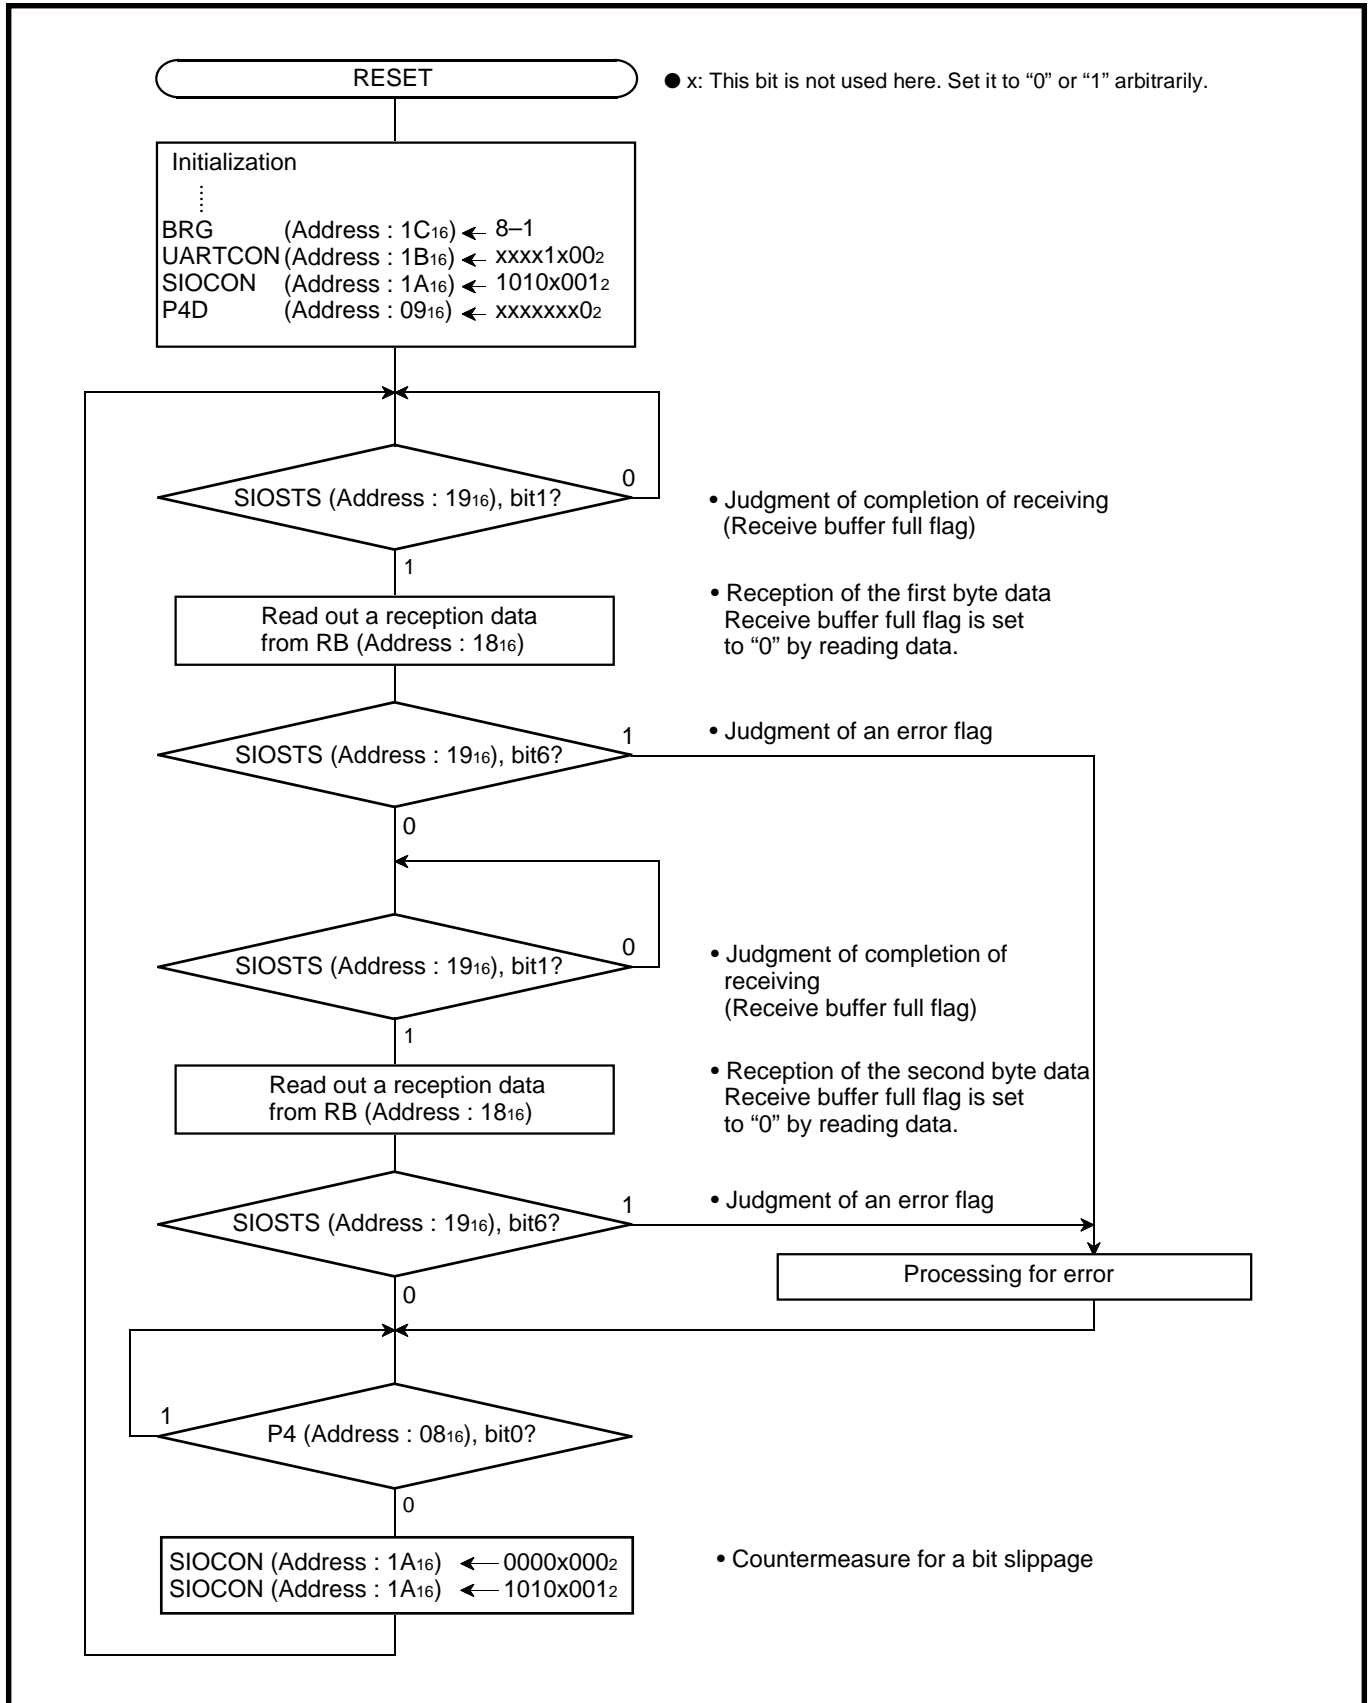 RESET
● x: This bit is not used here. Set it to “0” or “1” arbitrarily.
Initialization
BRG (Address : 1C16) ← 8–1
UARTCON (Address : 1B16) ← xxxx1x002
SIOCON (Address : 1A16) ← 1010x0012
P4D (Address : 0916) ← xxxxxxx02
0
SIOSTS (Address : 1916), bit1?
• Judgment of completion of receiving
(Receive buffer full flag)
1
• Reception of the first byte data
Receive buffer full flag is set
to “0” by reading data.
Read out a reception data
from RB (Address : 1816)
1
• Judgment of an error flag
SIOSTS (Address : 1916), bit6?
0
0
SIOSTS (Address : 1916), bit1?
• Judgment of completion of
receiving
(Receive buffer full flag)
1
• Reception of the second byte data
Receive buffer full flag is set
to “0” by reading data.
Read out a reception data
from RB (Address : 1816)
1
• Judgment of an error flag
SIOSTS (Address : 1916), bit6?
Processing for error
0
1
P4 (Address : 0816), bit0?
0
SIOCON (Address : 1A16) ← 0000x0002
SIOCON (Address : 1A16) ← 1010x0012
• Countermeasure for a bit slippage